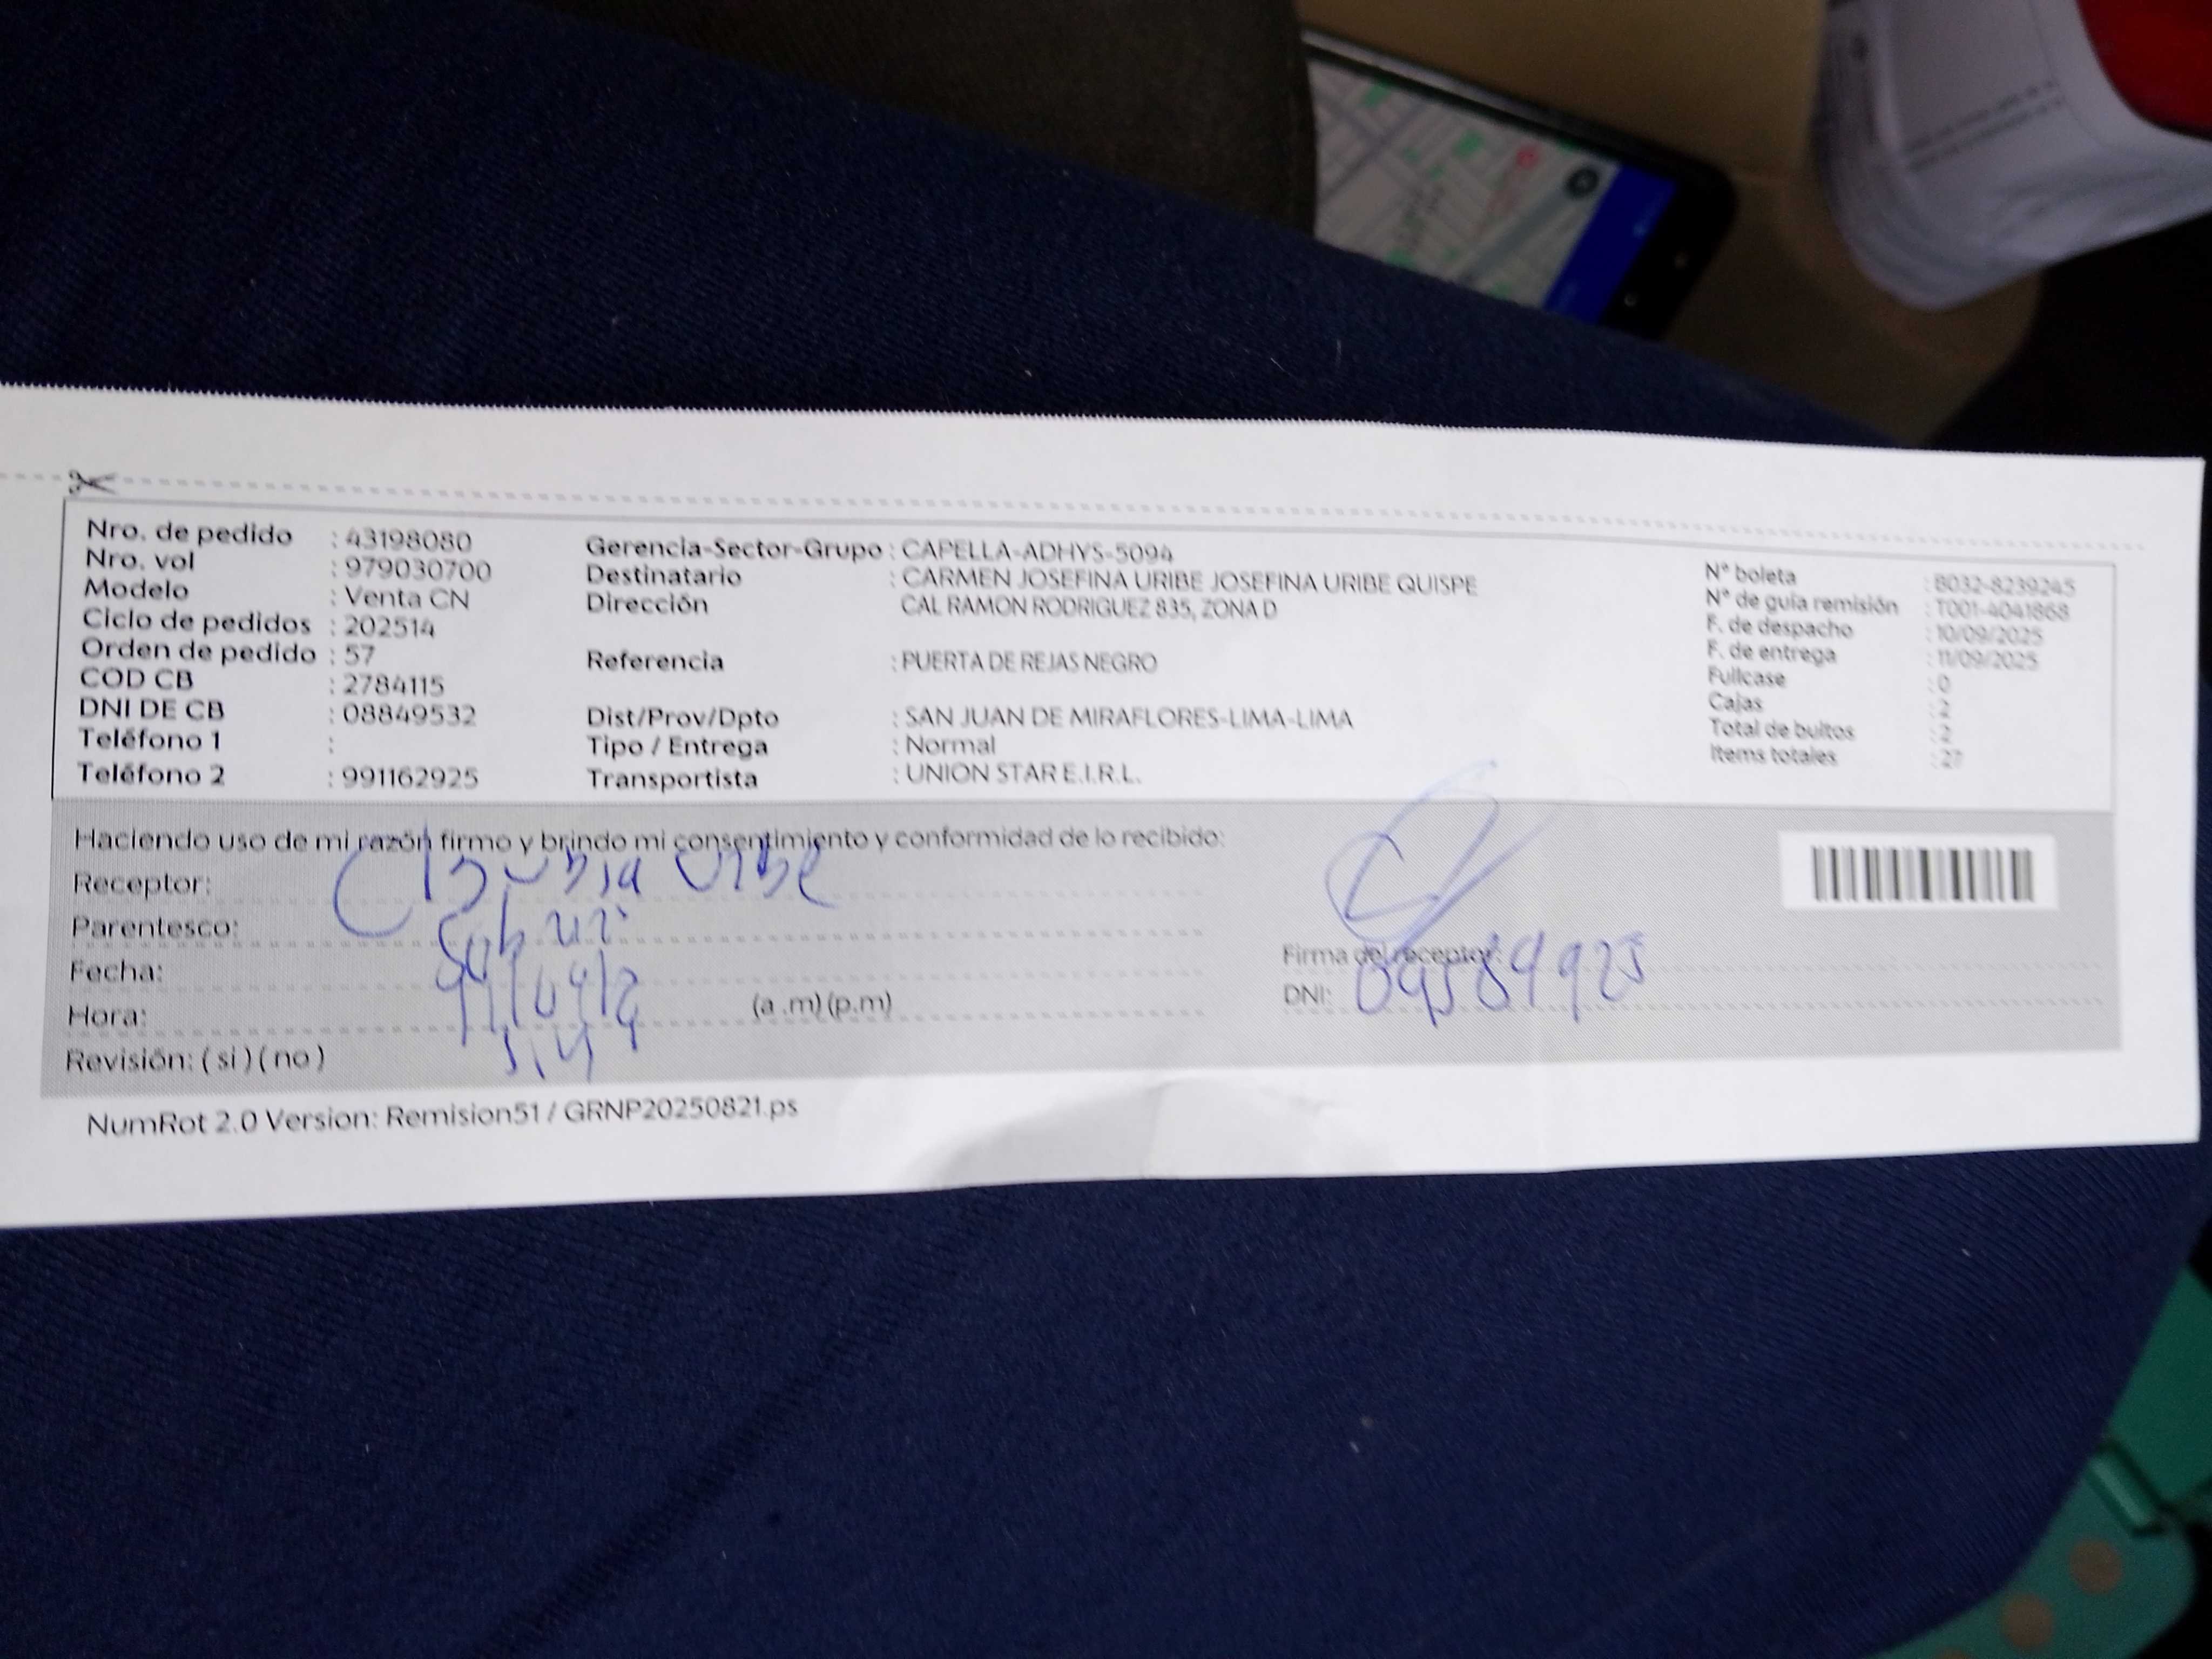 Nro. de pedido : 43198080
Nro. vol : 979030700
Modelo : Venta CN
Ciclo de pedidos : 202514
Orden de pedido : 57
COD CB : 2784115
DNI DE CB : 08849532
Teléfono 1 :
Teléfono 2 : 991162925
Gerencia-Sector-Grupo : CAPELLA-ADHYS-5094
Destinatario : CARMEN JOSEFINA URIBE JOSEFINA URIBE QUISPE
Dirección CAL RAMON RODRIGUEZ 835, ZONA D
Referencia : PUERTA DE REJAS NEGRO
Dist/Prov/Dpto : SAN JUAN DE MIRAFLORES-LIMA-LIMA
Tipo / Entrega : Normal
Transportista : UNION STAR E.I.R.L.
N° boleta : B032-8239245
N° de guía remisión : T001-4041868
F. de despacho : 10/09/2025
F. de entrega : 11/09/2025
Fullcase : 0
Cajas : 2
Total de bultos : 2
Items totales : 27
Haciendo uso de mi razón firmo y brindo mi consentimiento y conformidad de lo recibido:
Receptor:
Parentesco:
Fecha:
Hora: (a .m) (p.m)
Revisión: ( si ) ( no )
Firma del receptor:
DNI:
NumRot 2.0 Version: Remision51 / GRNP20250821.ps